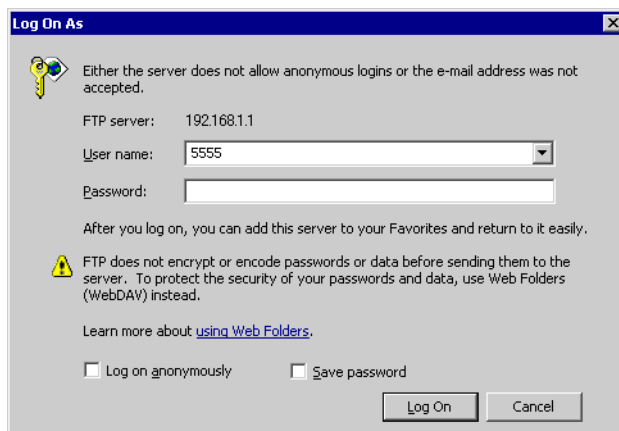 Log On As
Either the server does not allow anonymous logins or the e-mail address was not
accepted.
FTP server: 192.168.1.1
User name: 5555
Password:
After you log on, you can add this server to your Favorites and return to it easily.
FTP does not encrypt or encode passwords or data before sending them to the
server. To protect the security of your passwords and data, use Web Folders
(WebDAV) instead.
Learn more about using Web Folders.
Log on anonymously Save password
Log On Cancel